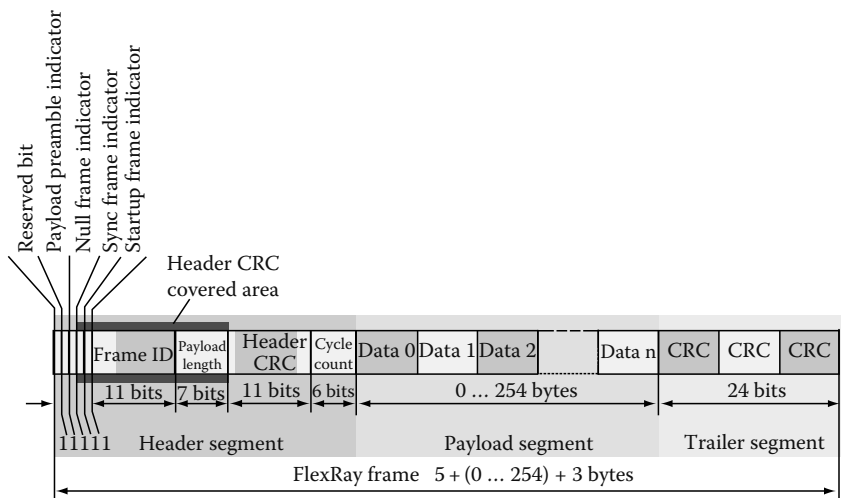 Reserved bit
Payload preamble indicator
Null frame indicator
Sync frame indicator
Startup frame indicator
Header CRC
covered area
Frame ID
Payload
length
Header
CRC
Cycle
count
Data 0
Data 1
Data 2
Data n
CRC
CRC
CRC
11 bits
7 bits
11 bits
6 bits
0 … 254 bytes
24 bits
11111
Header segment
Payload segment
Trailer segment
FlexRay frame 5 + (0 … 254) + 3 bytes